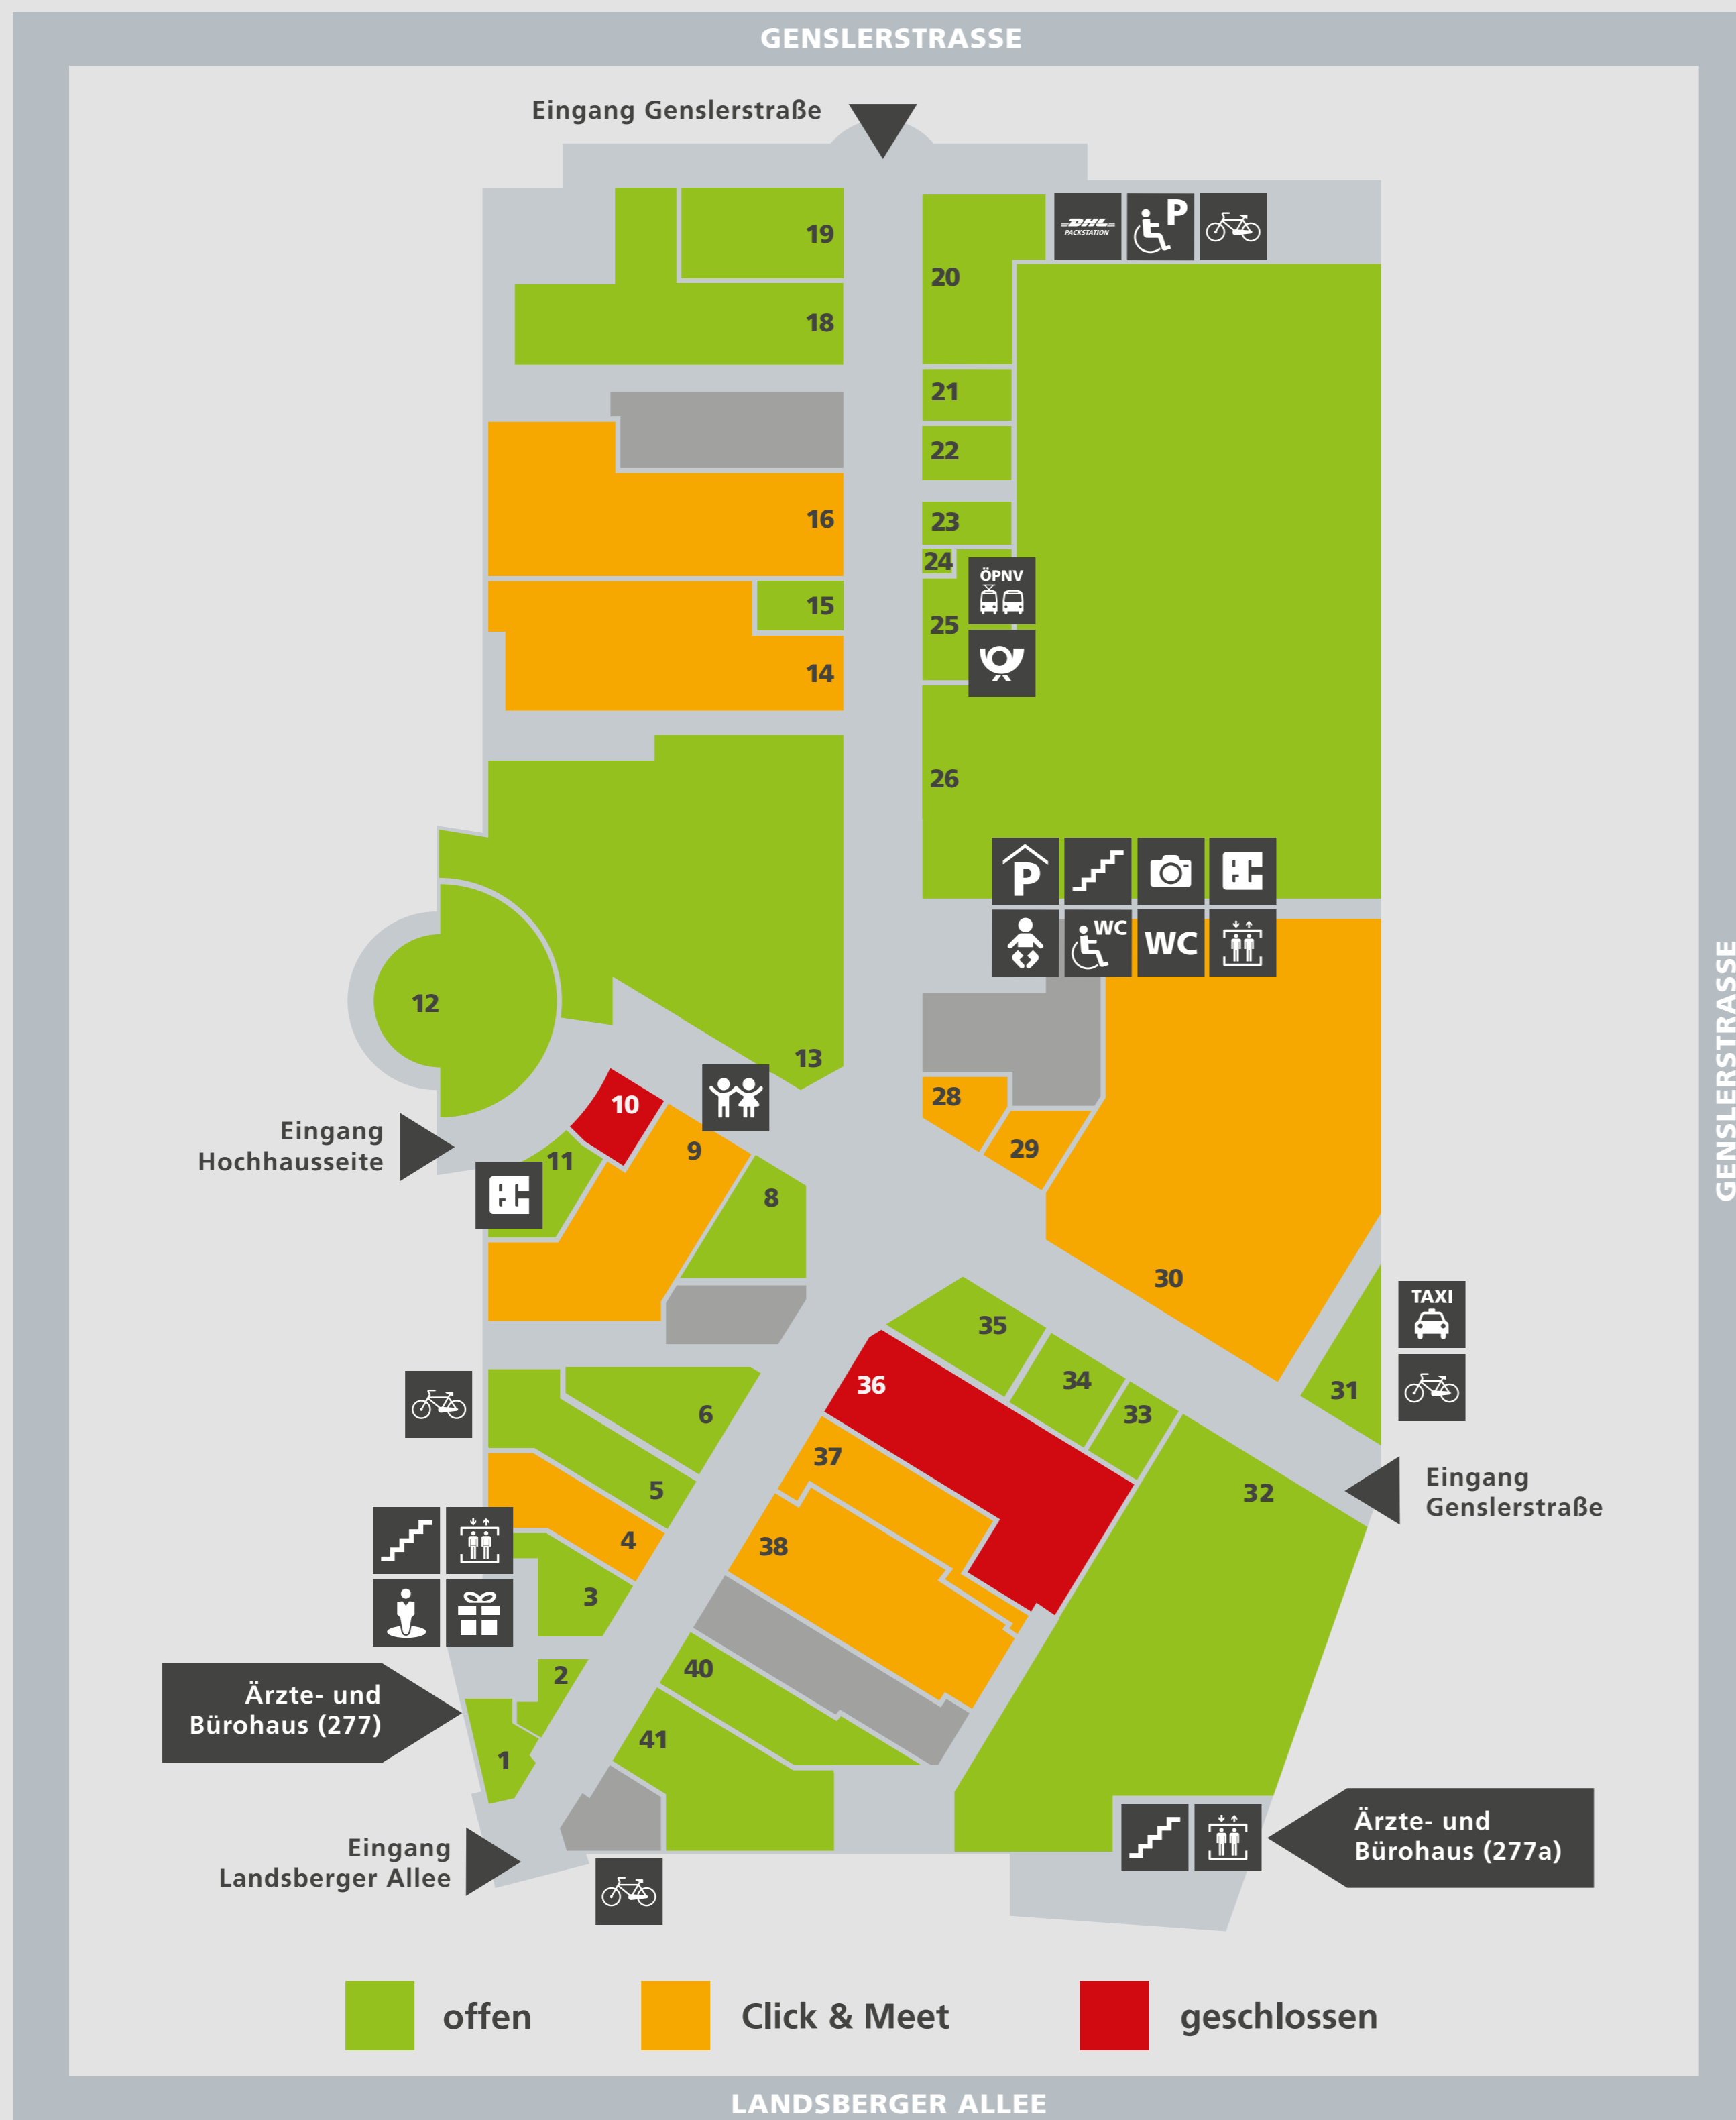 GENSLERSTRASSE
Eingang Genslerstraße
19
DHL
PACKSTATION
P
20
18
21
22
16
23
24
ÖPNV
15
25
14
26
P
WC
WC
12
13
28
10
Eingang
Hochhausseite
29
11
9
8
GENSLERSTRASSE
30
TAXI
35
34
31
36
33
6
37
5
32
Eingang
Genslerstraße
4
38
3
2
40
Ärzte- und
Bürohaus (277)
41
1
Ärzte- und
Bürohaus (277a)
Eingang
Landsberger Allee
offen
Click & Meet
geschlossen
LANDSBERGER ALLEE